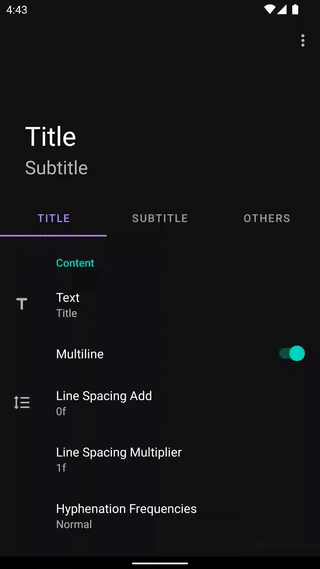 4:43
Title
Subtitle
TITLE SUBTITLE OTHERS
Content
Text
Title
Multiline
Line Spacing Add
0f
Line Spacing Multiplier
1f
Hyphenation Frequencies
Normal